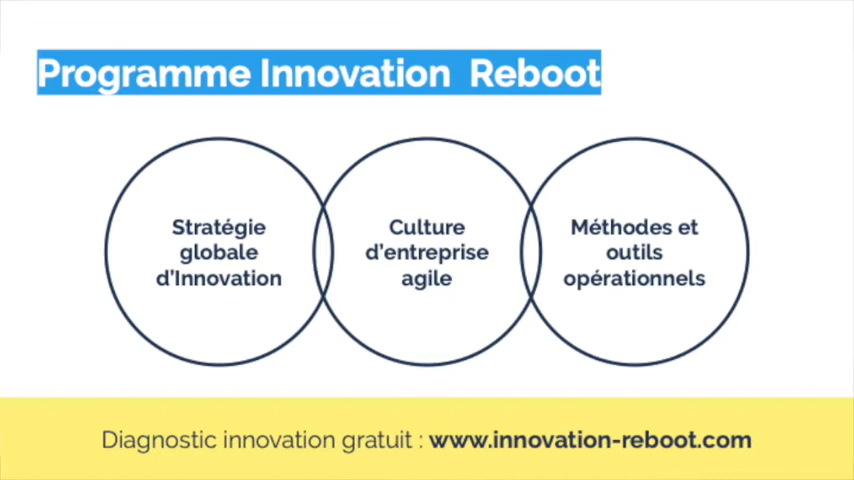 Programme Innovation Reboot
Stratégie
globale
d'Innovation
Culture
d'entreprise
agile
Méthodes et
outils
opérationnels
Diagnostic innovation gratuit : www.innovation-reboot.com